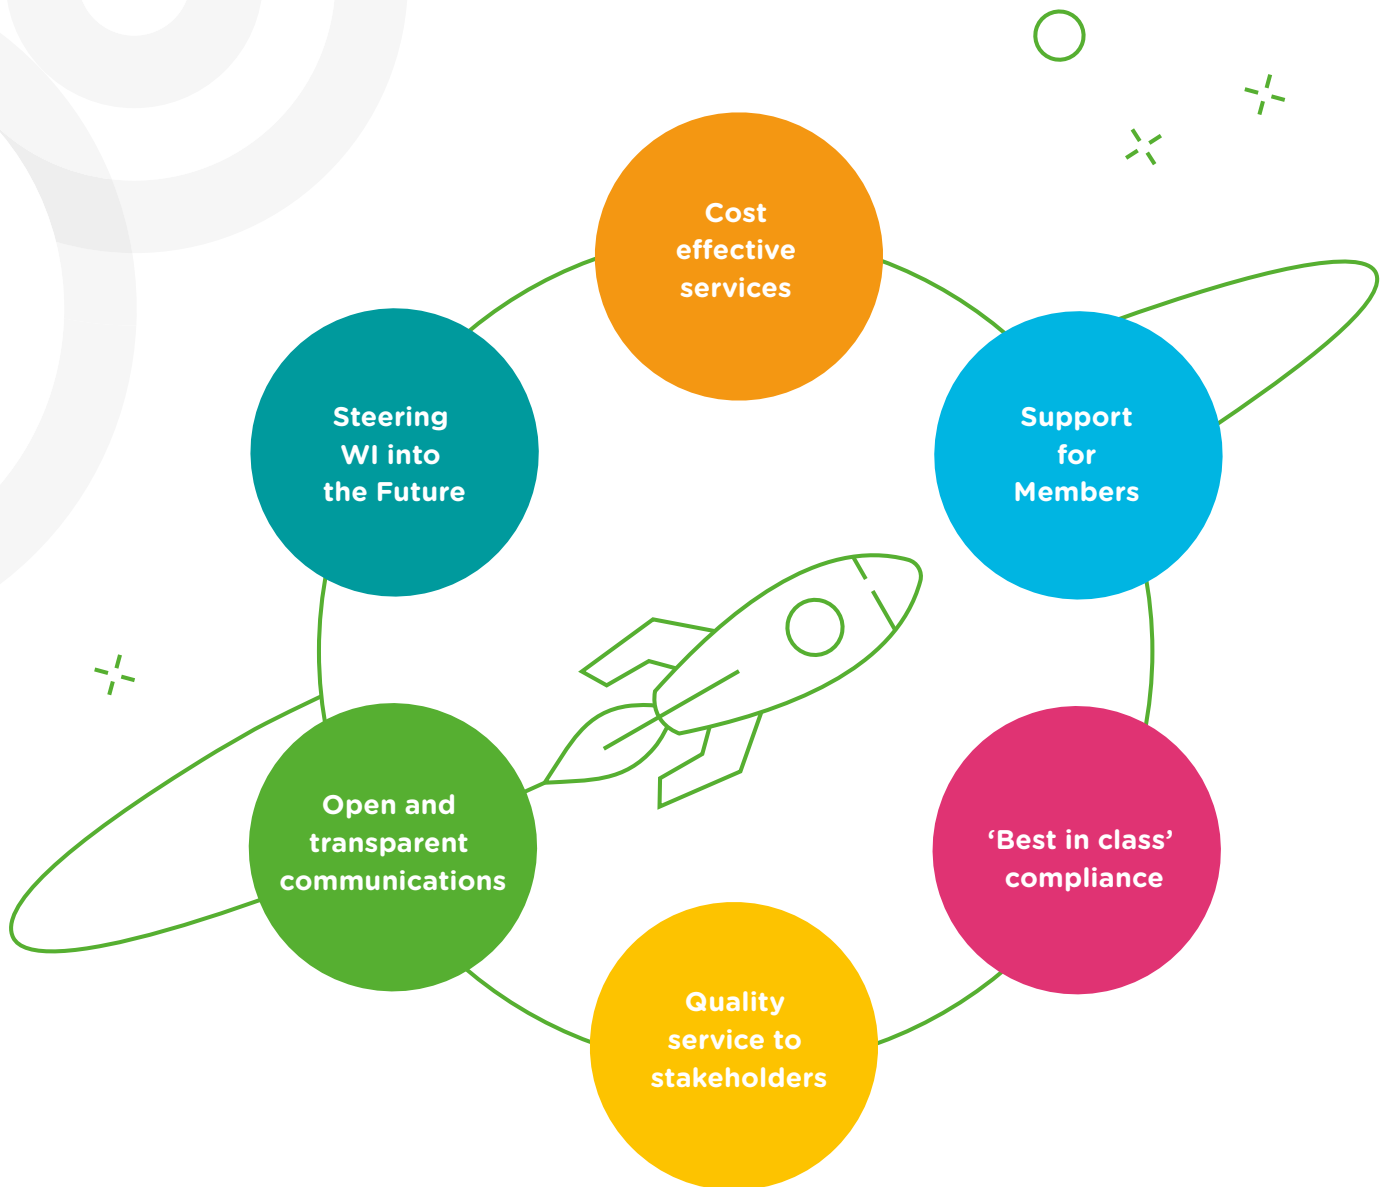 Cost
effective
services
Support
for
Members
‘Best in class’
compliance
Quality
service to
stakeholders
Open and
transparent
communications
Steering
WI into
the Future